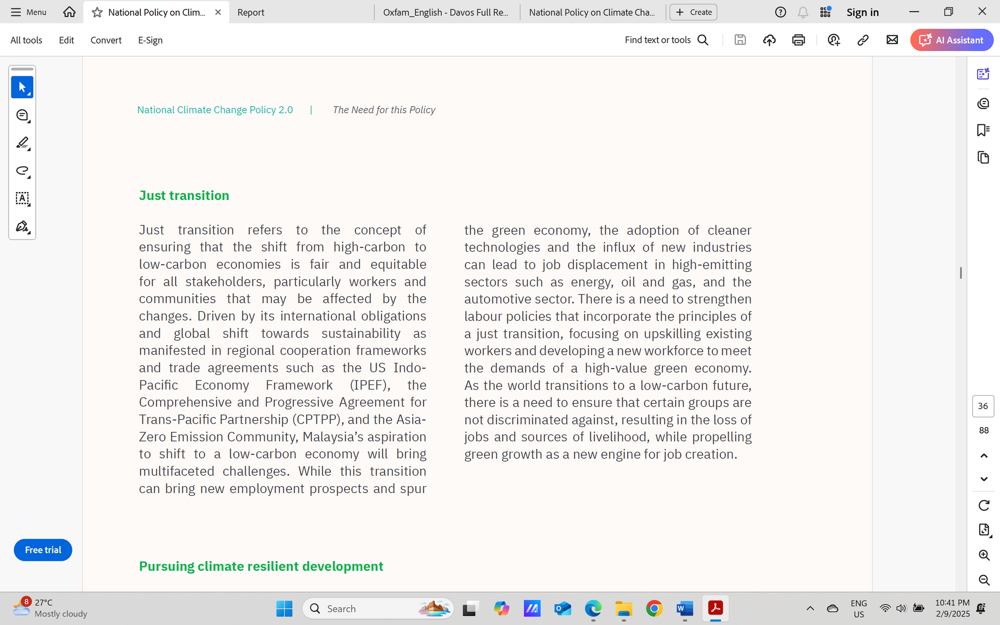 Menu
National Policy on Clim...
Report
Oxfam_English - Davos Full Re...
National Policy on Climate Cha...
Create
Sign in
All tools
Edit
Convert
E-Sign
Find text or tools
AI Assistant
National Climate Change Policy 2.0 | The Need for this Policy
Just transition
Just transition refers to the concept of
ensuring that the shift from high-carbon to
low-carbon economies is fair and equitable
for all stakeholders, particularly workers and
communities that may be affected by the
changes. Driven by its international obligations
and global shift towards sustainability as
manifested in regional cooperation frameworks
and trade agreements such as the US Indo-
Pacific Economy Framework (IPEF), the
Comprehensive and Progressive Agreement for
Trans-Pacific Partnership (CPTPP), and the Asia-
Zero Emission Community, Malaysia’s aspiration
to shift to a low-carbon economy will bring
multifaceted challenges. While this transition
can bring new employment prospects and spur
the green economy, the adoption of cleaner
technologies and the influx of new industries
can lead to job displacement in high-emitting
sectors such as energy, oil and gas, and the
automotive sector. There is a need to strengthen
labour policies that incorporate the principles of
a just transition, focusing on upskilling existing
workers and developing a new workforce to meet
the demands of a high-value green economy.
As the world transitions to a low-carbon future,
there is a need to ensure that certain groups are
not discriminated against, resulting in the loss of
jobs and sources of livelihood, while propelling
green growth as a new engine for job creation.
Pursuing climate resilient development
36
88
Free trial
8
27°C
Mostly cloudy
Search
ENG
US
10:41 PM
2/9/2025